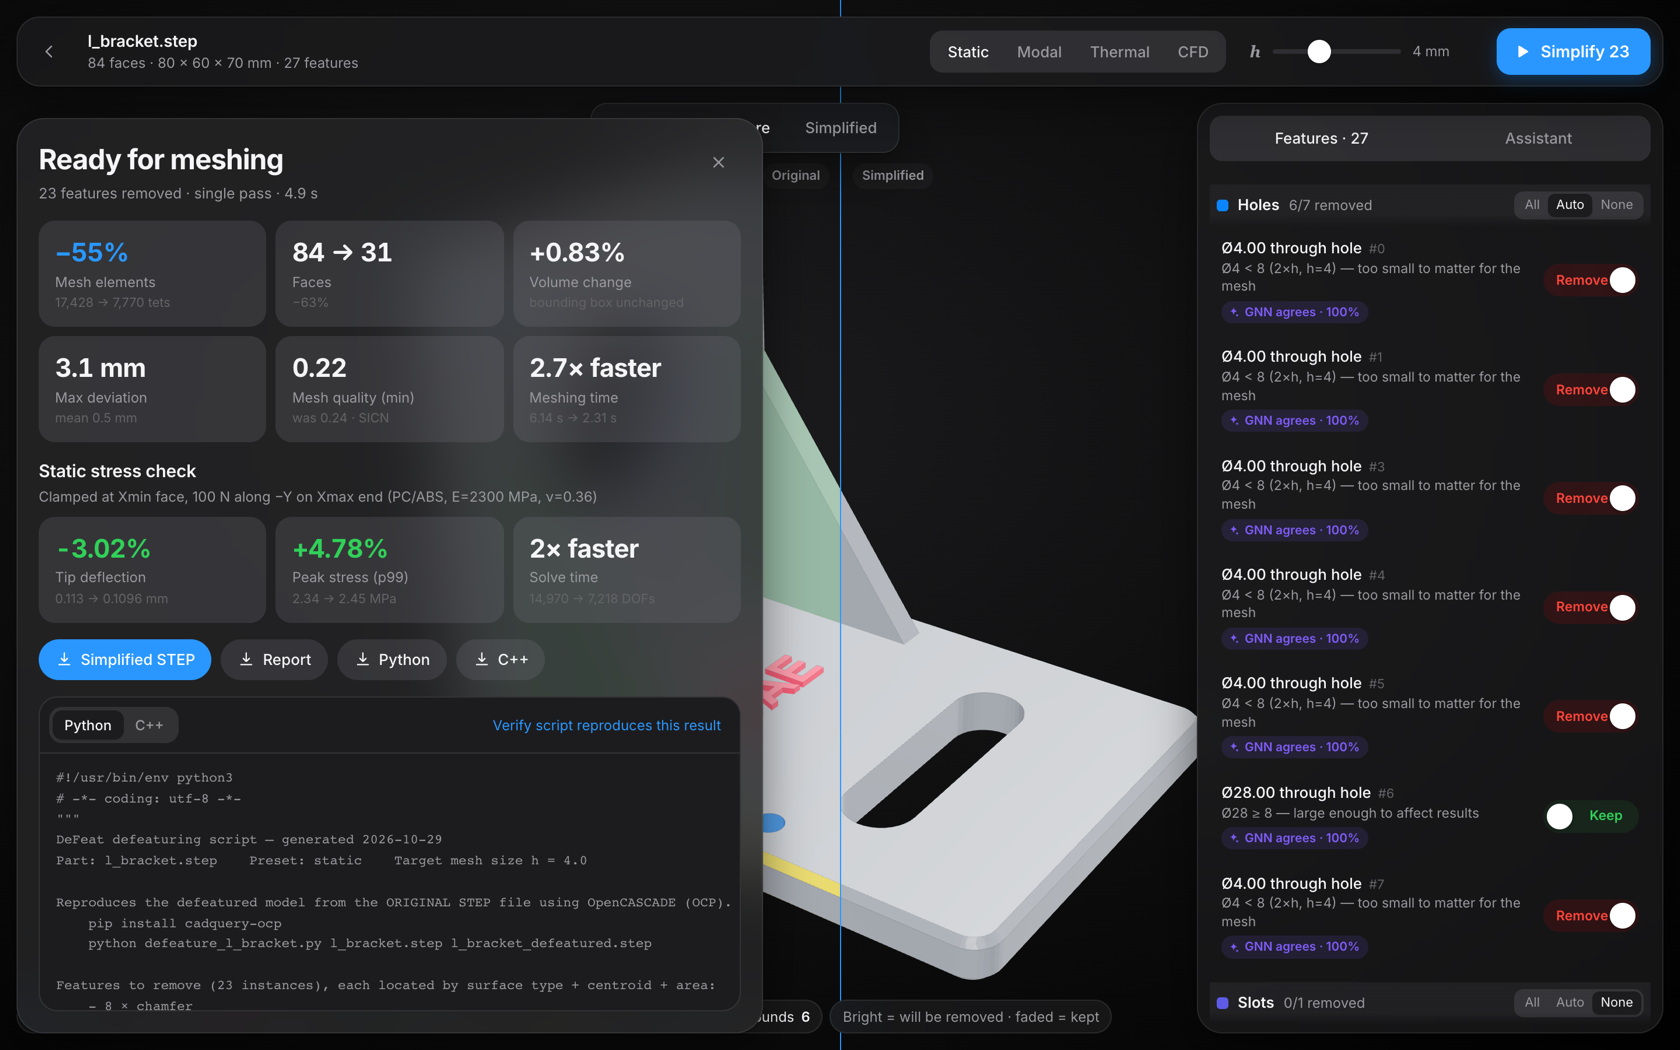 l_bracket.step
84 faces · 80 × 60 × 70 mm · 27 features
Static Modal Thermal CFD
h 4 mm
Simplify 23
Simplified
Original Simplified
Ready for meshing
23 features removed · single pass · 4.9 s
−55%
Mesh elements
17,428 → 7,770 tets
84 → 31
Faces
−63%
+0.83%
Volume change
bounding box unchanged
3.1 mm
Max deviation
mean 0.5 mm
0.22
Mesh quality (min)
was 0.24 · SICN
2.7× faster
Meshing time
6.14 s → 2.31 s
Static stress check
Clamped at Xmin face, 100 N along −Y on Xmax end (PC/ABS, E=2300 MPa, ν=0.36)
-3.02%
Tip deflection
0.113 → 0.1096 mm
+4.78%
Peak stress (p99)
2.34 → 2.45 MPa
2× faster
Solve time
14,970 → 7,218 DOFs
Simplified STEP
Report
Python
C++
Python C++
Verify script reproduces this result
#!/usr/bin/env python3
# -*- coding: utf-8 -*-
"""
DeFeat defeaturing script — generated 2026-10-29
Part: l_bracket.step Preset: static Target mesh size h = 4.0
Reproduces the defeatured model from the ORIGINAL STEP file using OpenCASCADE (OCP).
pip install cadquery-ocp
python defeature_l_bracket.py l_bracket.step l_bracket_defeatured.step
Features to remove (23 instances), each located by surface type + centroid + area:
- 8 × chamfer
6
Bright = will be removed · faded = kept
Features · 27
Assistant
Holes 6/7 removed
All Auto None
Ø4.00 through hole #0
Ø4 < 8 (2×h, h=4) — too small to matter for the
mesh
GNN agrees · 100%
Remove
Ø4.00 through hole #1
Ø4 < 8 (2×h, h=4) — too small to matter for the
mesh
GNN agrees · 100%
Remove
Ø4.00 through hole #3
Ø4 < 8 (2×h, h=4) — too small to matter for the
mesh
GNN agrees · 100%
Remove
Ø4.00 through hole #4
Ø4 < 8 (2×h, h=4) — too small to matter for the
mesh
GNN agrees · 100%
Remove
Ø4.00 through hole #5
Ø4 < 8 (2×h, h=4) — too small to matter for the
mesh
GNN agrees · 100%
Remove
Ø28.00 through hole #6
Ø28 ≥ 8 — large enough to affect results
GNN agrees · 100%
Keep
Ø4.00 through hole #7
Ø4 < 8 (2×h, h=4) — too small to matter for the
mesh
GNN agrees · 100%
Remove
Slots 0/1 removed
All Auto None